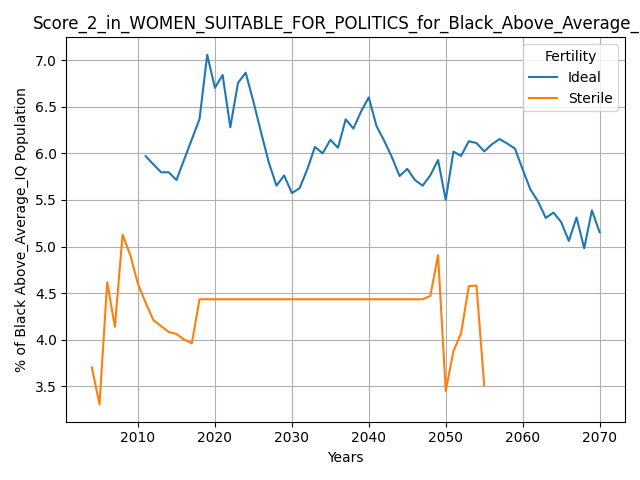 Score_2_in_WOMEN_SUITABLE_FOR_POLITICS_for_Black_Above_Average_
Fertility
Ideal
Sterile
% of Black Above_Average_IQ Population
7.0
6.5
6.0
5.5
5.0
4.5
4.0
3.5
2010 2020 2030 2040 2050 2060 2070
Years